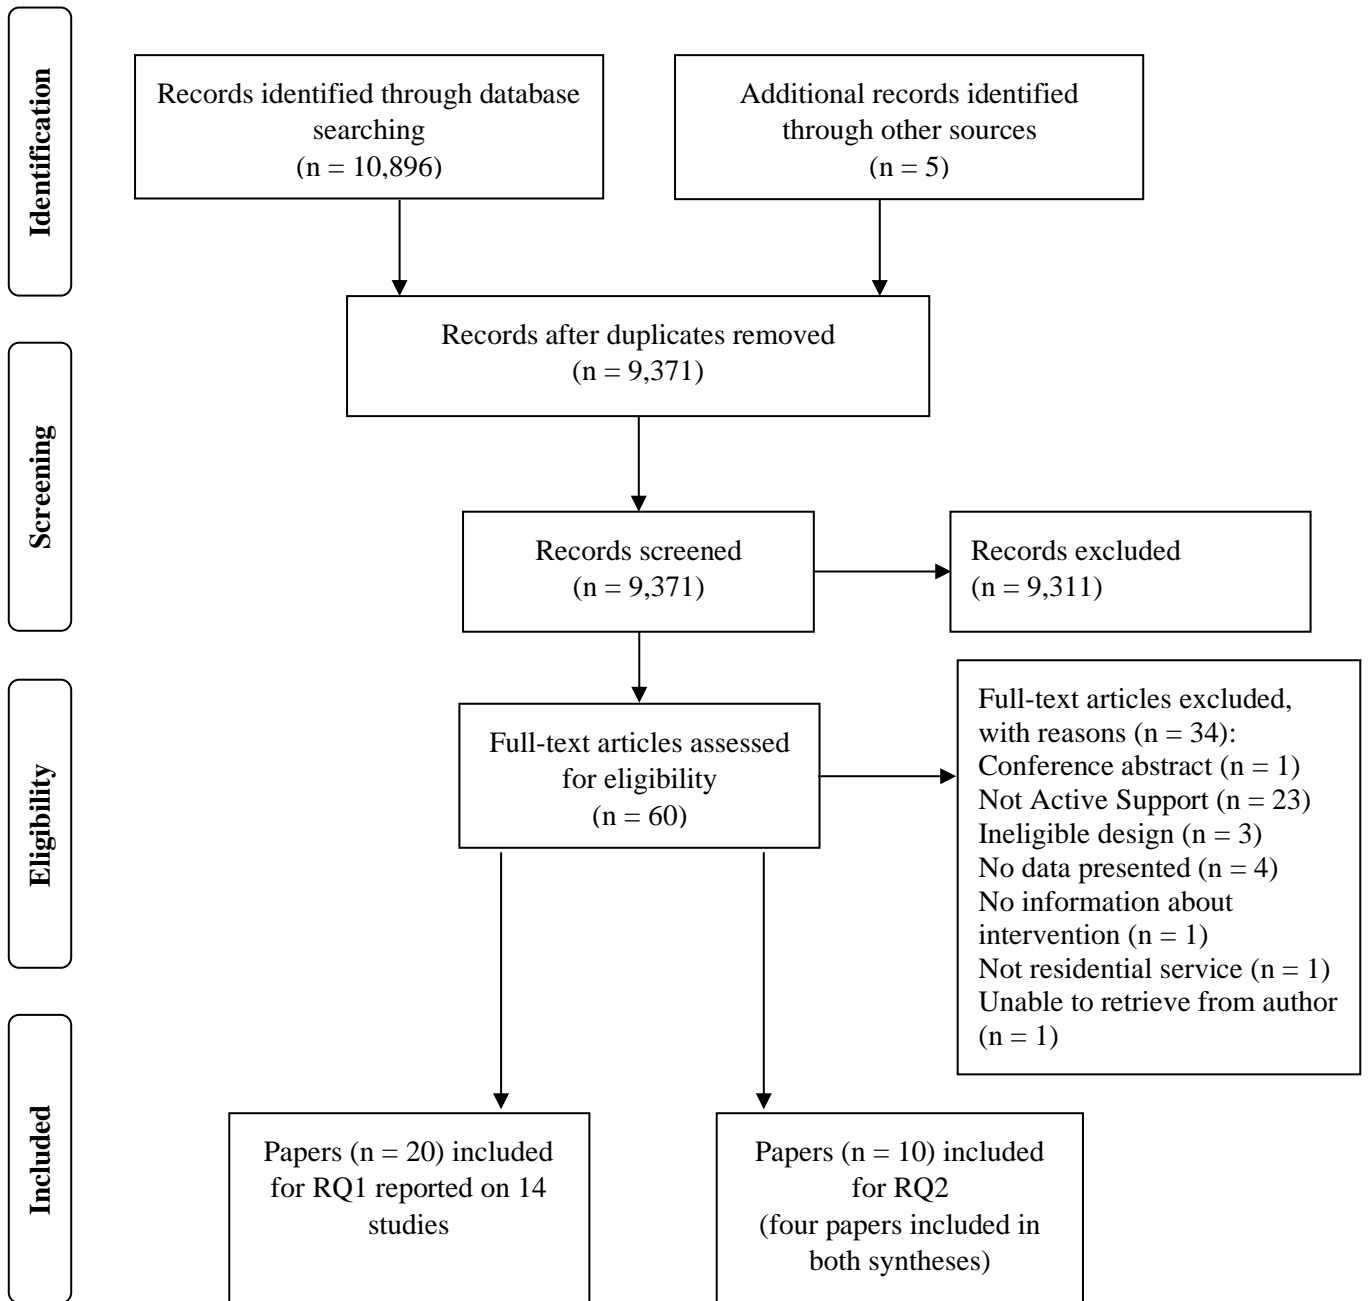 Identification
Records identified through database
searching
(n = 10,896)
Additional records identified
through other sources
(n = 5)
Records after duplicates removed
(n = 9,371)
Screening
Records screened
(n = 9,371)
Records excluded
(n = 9,311)
Eligibility
Full-text articles assessed
for eligibility
(n = 60)
Full-text articles excluded,
with reasons (n = 34):
Conference abstract (n = 1)
Not Active Support (n = 23)
Ineligible design (n = 3)
No data presented (n = 4)
No information about
intervention (n = 1)
Not residential service (n = 1)
Unable to retrieve from author
(n = 1)
Included
Papers (n = 20) included
for RQ1 reported on 14
studies
Papers (n = 10) included
for RQ2
(four papers included in
both syntheses)